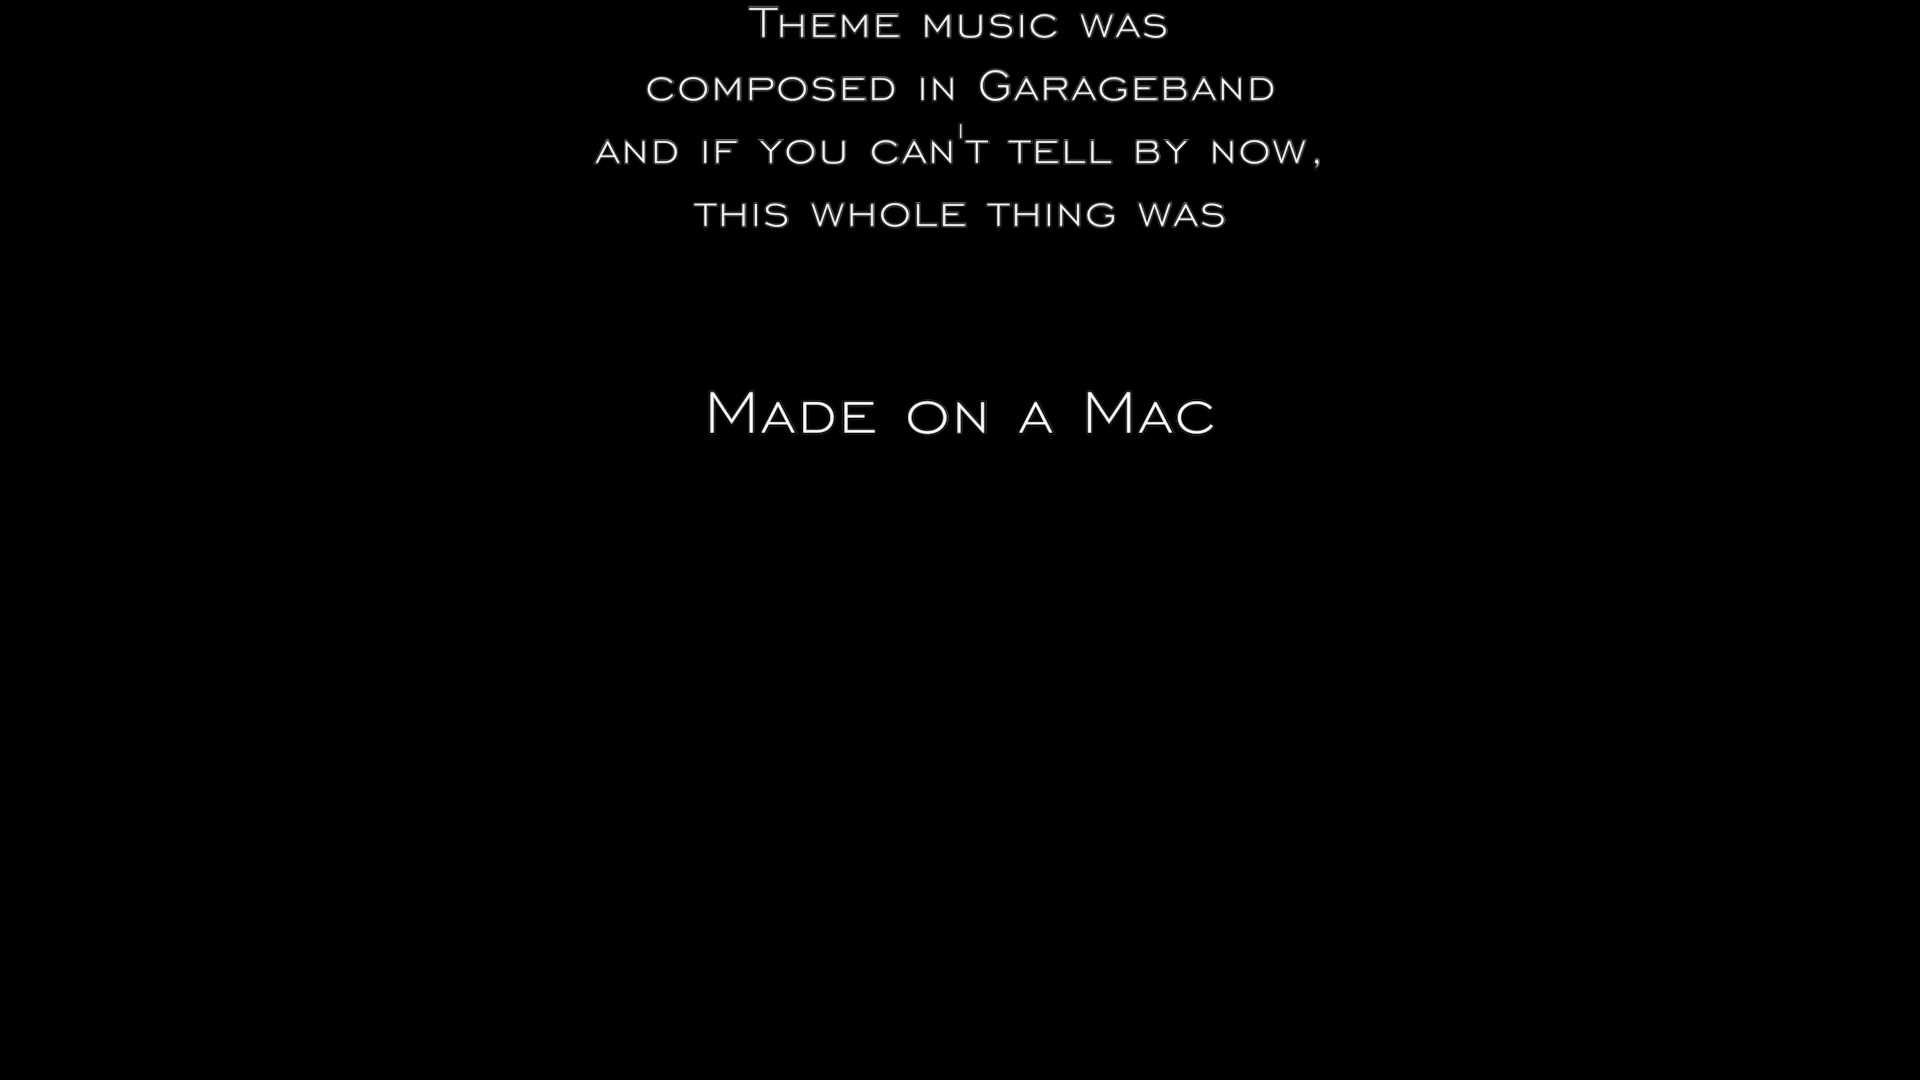 Theme music was
composed in Garageband
and if you can't tell by now,
this whole thing was
Made on a Mac